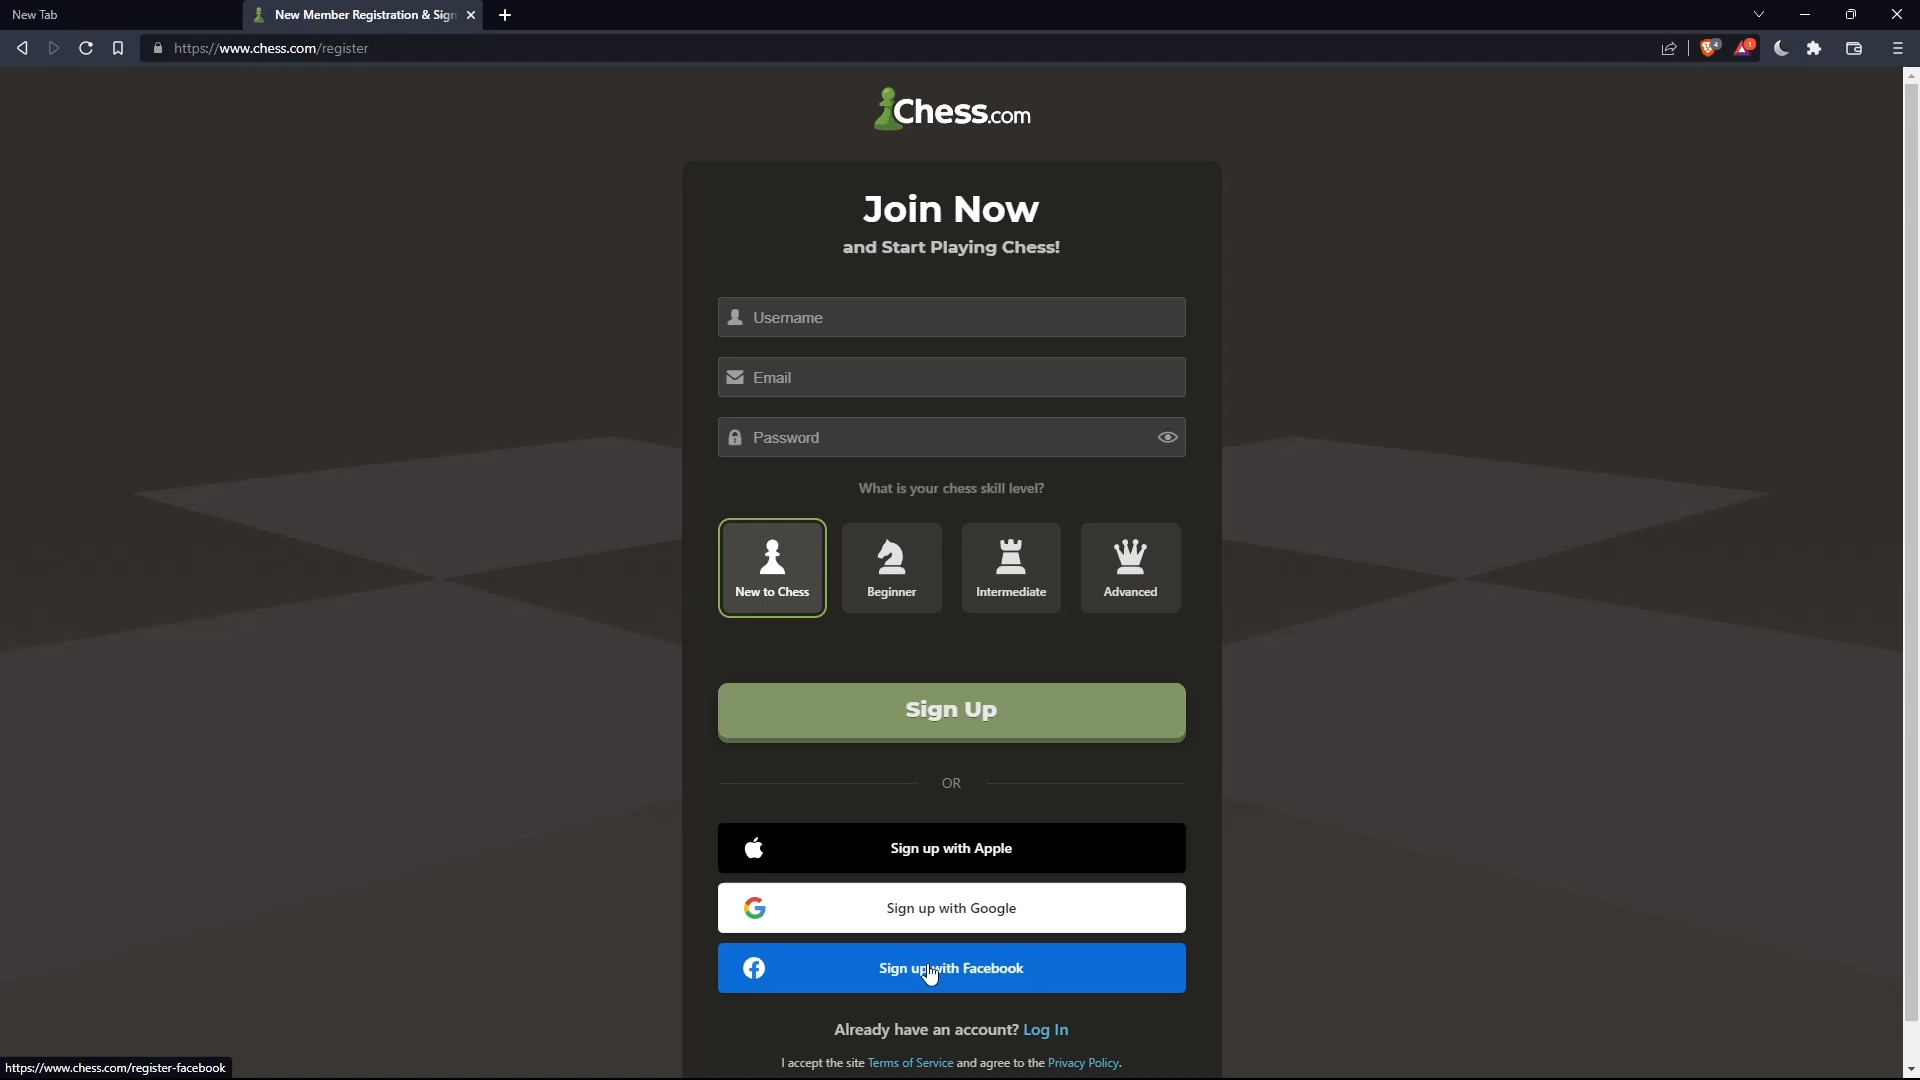 New Tab
New Member Registration & Sign
https://www.chess.com/register
4
1
Chess.com
Join Now
and Start Playing Chess!
Username
Email
Password
What is your chess skill level?
New to Chess
Beginner
Intermediate
Advanced
Sign Up
OR
Sign up with Apple
Sign up with Google
Sign up with Facebook
Already have an account? Log In
I accept the site Terms of Service and agree to the Privacy Policy.
https://www.chess.com/register-facebook